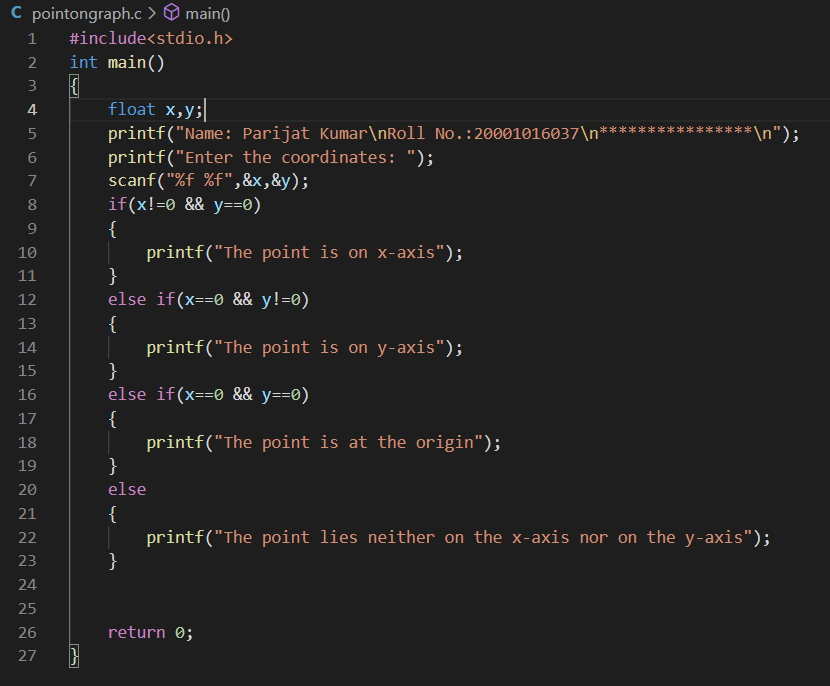 C pointongraph.c > main()
1 #include<stdio.h>
2 int main()
3 {
4     float x,y;
5     printf("Name: Parijat Kumar\nRoll No.:20001016037\n****************\n");
6     printf("Enter the coordinates: ");
7     scanf("%f %f",&x,&y);
8     if(x!=0 && y==0)
9     {
10         printf("The point is on x-axis");
11     }
12     else if(x==0 && y!=0)
13     {
14         printf("The point is on y-axis");
15     }
16     else if(x==0 && y==0)
17     {
18         printf("The point is at the origin");
19     }
20     else
21     {
22         printf("The point lies neither on the x-axis nor on the y-axis");
23     }
24
25
26     return 0;
27 }